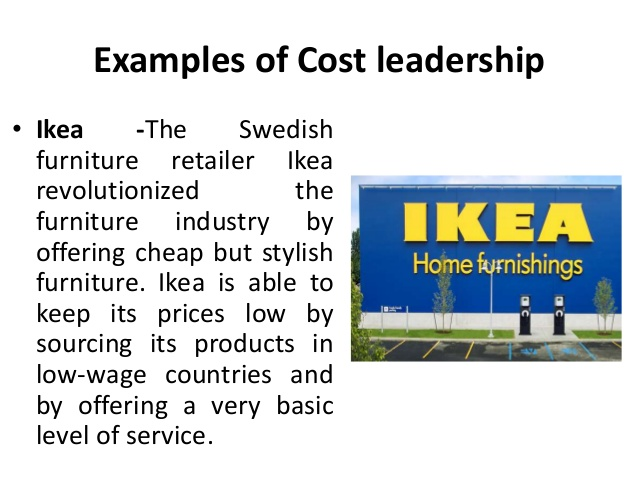 Examples of Cost leadership
• Ikea -The Swedish
furniture retailer Ikea
revolutionized the
furniture industry by
offering cheap but stylish
furniture. Ikea is able to
keep its prices low by
sourcing its products in
low-wage countries and
by offering a very basic
level of service.
IKEA
Home furnishings